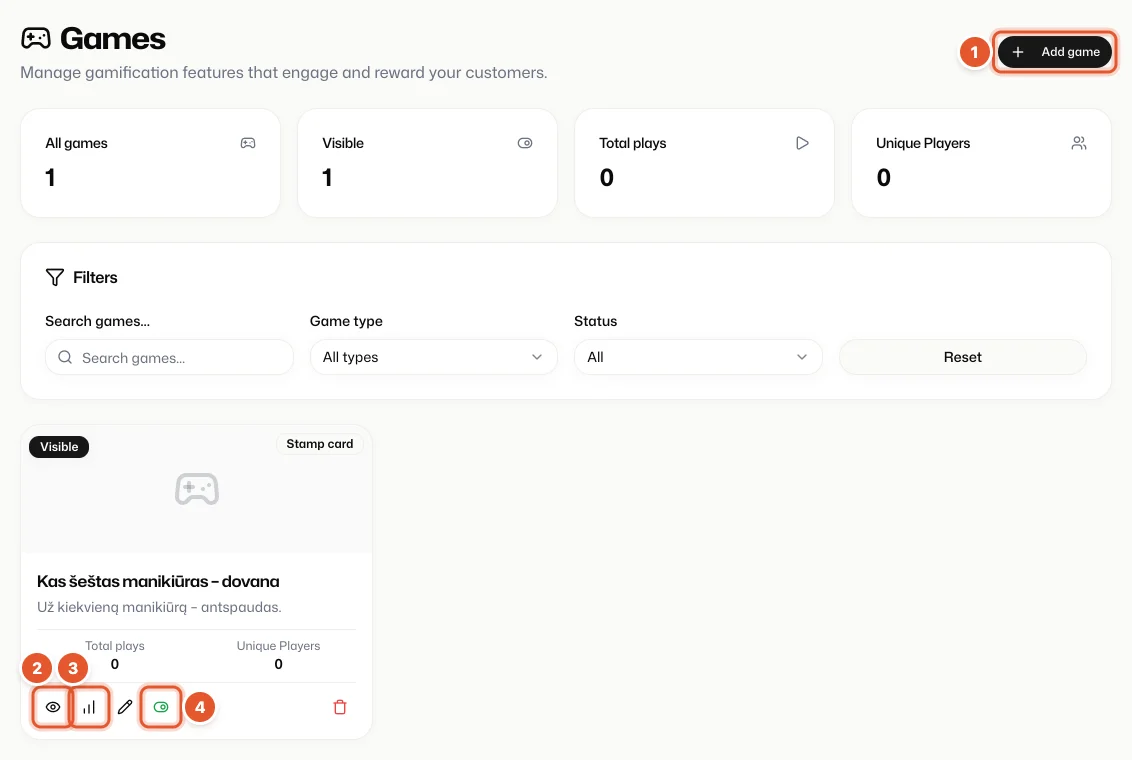 Games
Manage gamification features that engage and reward your customers.
1
Add game
All games
1
Visible
1
Total plays
0
Unique Players
0
Filters
Search games...
Game type
Status
Search games...
All types
All
Reset
Visible
Stamp card
Kas šeštas manikiūras – dovana
Už kiekvieną manikiūrą – antspaudas.
Total plays
Unique Players
0
0
2
3
4